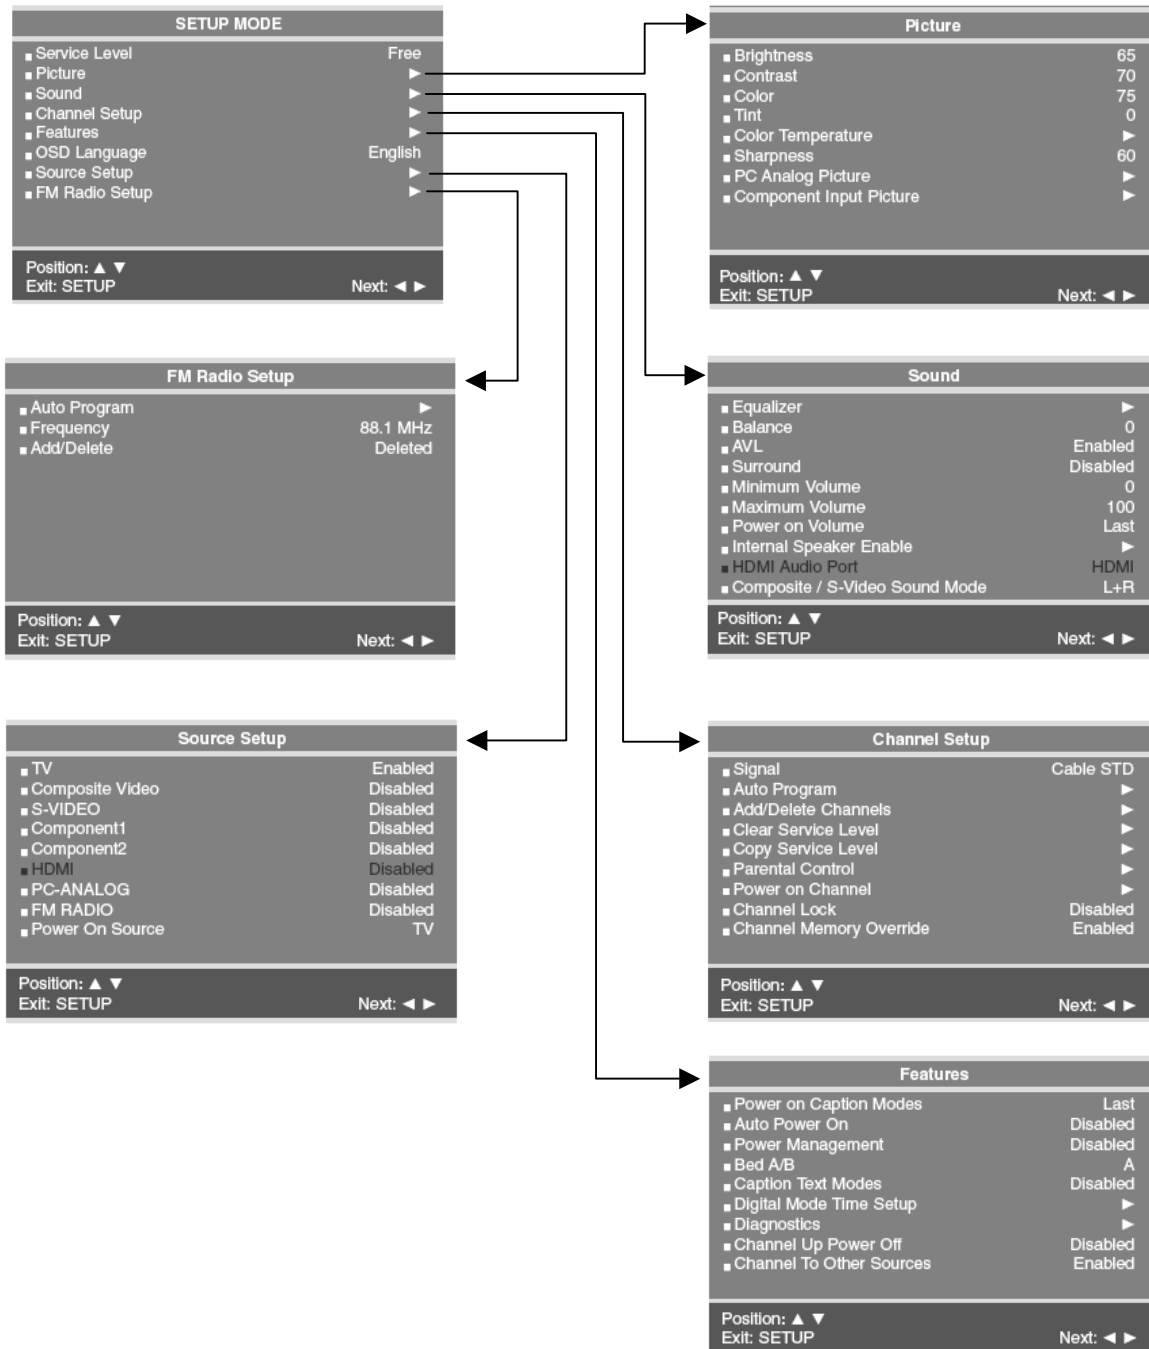 SETUP MODE
■ Service Level Free
■ Picture ►
■ Sound ►
■ Channel Setup ►
■ Features ►
■ OSD Language English
■ Source Setup ►
■ FM Radio Setup ►
Position: ▲ ▼
Exit: SETUP Next: ◄ ►
Picture
■ Brightness 65
■ Contrast 70
■ Color 75
■ Tint 0
■ Color Temperature ►
■ Sharpness 60
■ PC Analog Picture ►
■ Component Input Picture ►
Position: ▲ ▼
Exit: SETUP Next: ◄ ►
FM Radio Setup
■ Auto Program ►
■ Frequency 88.1 MHz
■ Add/Delete Deleted
Position: ▲ ▼
Exit: SETUP Next: ◄ ►
Sound
■ Equalizer ►
■ Balance 0
■ AVL Enabled
■ Surround Disabled
■ Minimum Volume 0
■ Maximum Volume 100
■ Power on Volume Last
■ Internal Speaker Enable ►
■ HDMI Audio Port HDMI
■ Composite / S-Video Sound Mode L+R
Position: ▲ ▼
Exit: SETUP Next: ◄ ►
Source Setup
■ TV Enabled
■ Composite Video Disabled
■ S-VIDEO Disabled
■ Component1 Disabled
■ Component2 Disabled
■ HDMI Disabled
■ PC-ANALOG Disabled
■ FM RADIO Disabled
■ Power On Source TV
Position: ▲ ▼
Exit: SETUP Next: ◄ ►
Channel Setup
■ Signal Cable STD
■ Auto Program ►
■ Add/Delete Channels ►
■ Clear Service Level ►
■ Copy Service Level ►
■ Parental Control ►
■ Power on Channel ►
■ Channel Lock Disabled
■ Channel Memory Override Enabled
Position: ▲ ▼
Exit: SETUP Next: ◄ ►
Features
■ Power on Caption Modes Last
■ Auto Power On Disabled
■ Power Management Disabled
■ Bed A/B A
■ Caption Text Modes Disabled
■ Digital Mode Time Setup ►
■ Diagnostics ►
■ Channel Up Power Off Disabled
■ Channel To Other Sources Enabled
Position: ▲ ▼
Exit: SETUP Next: ◄ ►